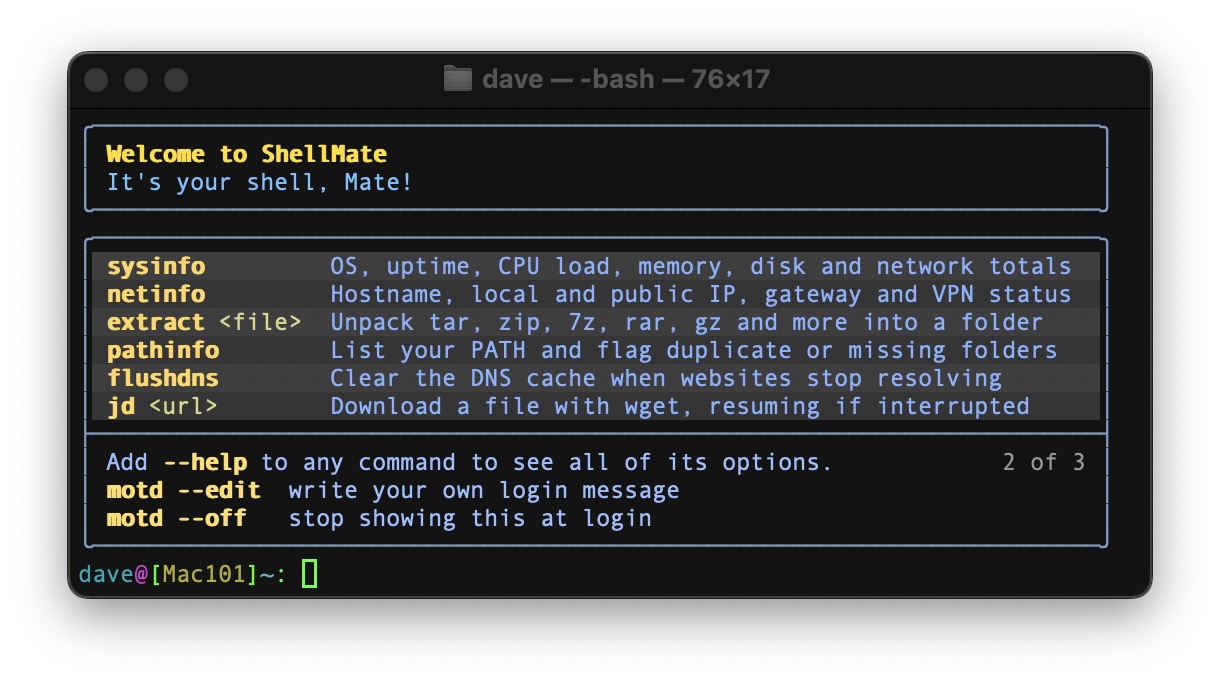 dave — -bash — 76×17
Welcome to ShellMate
It's your shell, Mate!
sysinfo OS, uptime, CPU load, memory, disk and network totals
netinfo Hostname, local and public IP, gateway and VPN status
extract <file> Unpack tar, zip, 7z, rar, gz and more into a folder
pathinfo List your PATH and flag duplicate or missing folders
flushdns Clear the DNS cache when websites stop resolving
jd <url> Download a file with wget, resuming if interrupted
Add --help to any command to see all of its options. 2 of 3
motd --edit write your own login message
motd --off stop showing this at login
dave@[Mac101]~: